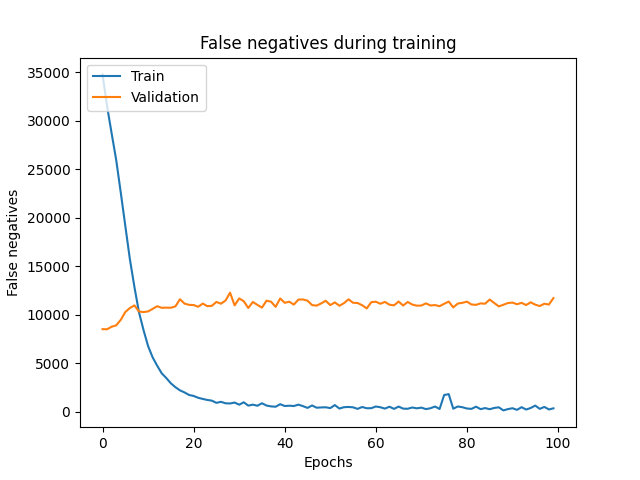 False negatives during training
Train
Validation
False negatives
35000
30000
25000
20000
15000
10000
5000
0
0 20 40 60 80 100
Epochs